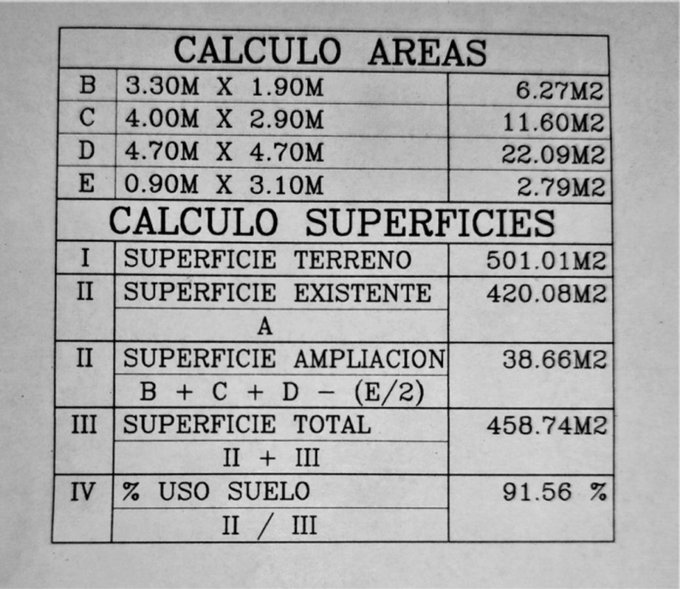 CALCULO AREAS
B 3.30M X 1.90M 6.27M2
C 4.00M X 2.90M 11.60M2
D 4.70M X 4.70M 22.09M2
E 0.90M X 3.10M 2.79M2
CALCULO SUPERFICIES
I SUPERFICIE TERRENO 501.01M2
II SUPERFICIE EXISTENTE 420.08M2
A
II SUPERFICIE AMPLIACION 38.66M2
B + C + D - (E/2)
III SUPERFICIE TOTAL 458.74M2
II + III
IV % USO SUELO 91.56 %
II / III